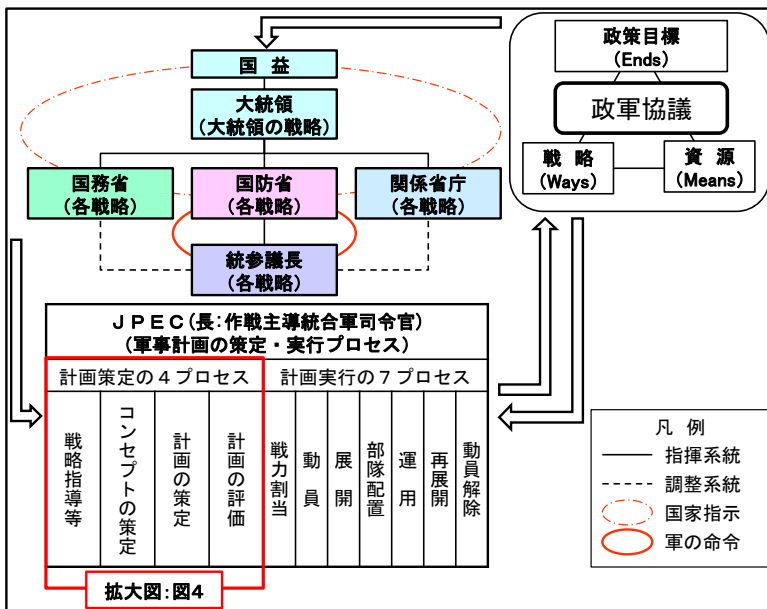 国 益
大統領
(大統領の戦略)
国務省
(各戦略)
国防省
(各戦略)
関係省庁
(各戦略)
統参議長
(各戦略)
政策目標
(Ends)
政軍協議
戦 略
(Ways)
資 源
(Means)
ＪＰＥＣ(長:作戦主導統合軍司令官)
(軍事計画の策定・実行プロセス)
計画策定の４プロセス
計画実行の７プロセス
戦略指導等
コンセプトの策定
計画の策定
計画の評価
戦力割当
動員
展開
部隊配置
運用
再展開
動員解除
拡大図:図4
凡 例
指揮系統
調整系統
国家指示
軍の命令